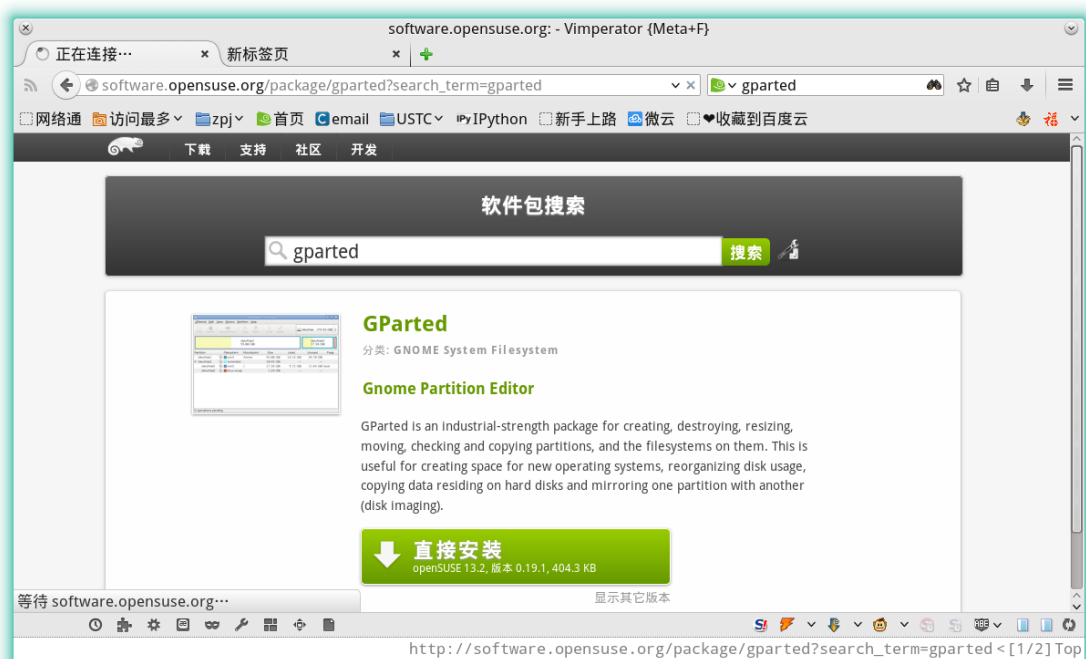 software.opensuse.org: - Vimperator {Meta+F}
正在连接… 新标签页
software.opensuse.org/package/gparted?search_term=gparted gparted
网络通 访问最多 zpj 首页 email USTC IPy IPython 新手上路 微云 ❤收藏到百度云 福
下载 支持 社区 开发
软件包搜索
gparted 搜索
GParted
分类: GNOME System Filesystem
Gnome Partition Editor
GParted is an industrial-strength package for creating, destroying, resizing,
moving, checking and copying partitions, and the filesystems on them. This is
useful for creating space for new operating systems, reorganizing disk usage,
copying data residing on hard disks and mirroring one partition with another
(disk imaging).
直接安装
openSUSE 13.2, 版本 0.19.1, 404.3 KB
显示其它版本
等待 software.opensuse.org…
http://software.opensuse.org/package/gparted?search_term=gparted <[1/2] Top